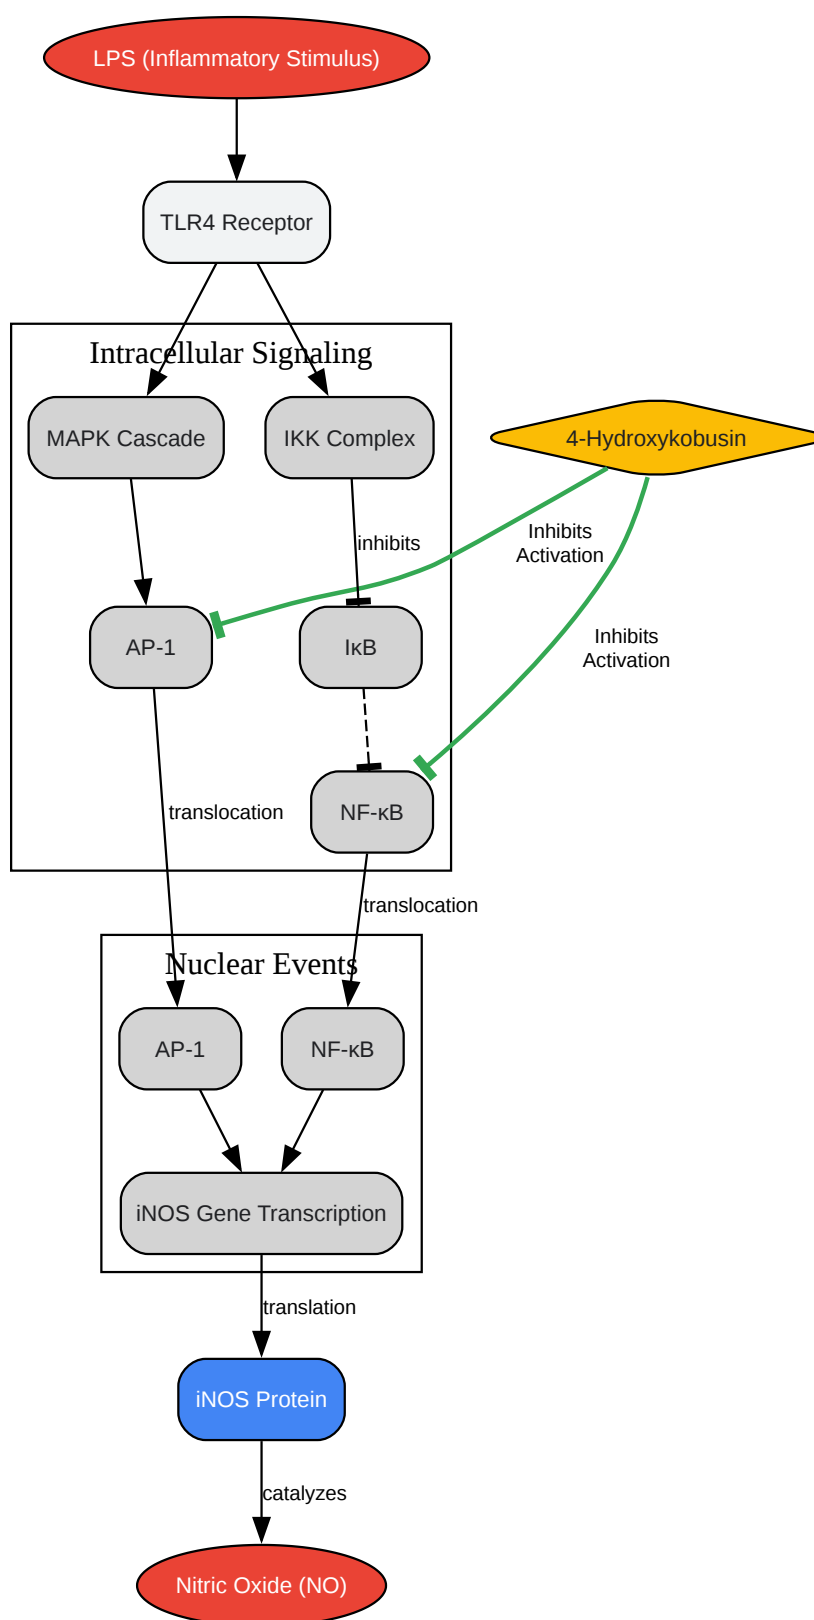 LPS (Inflammatory Stimulus)
TLR4 Receptor
Intracellular Signaling
MAPK Cascade
IKK Complex
4-Hydroxykobusin
inhibits
Inhibits
Activation
AP-1
IκB
Inhibits
Activation
translocation
NF-κB
translocation
Nuclear Events
AP-1
NF-κB
iNOS Gene Transcription
translation
iNOS Protein
catalyzes
Nitric Oxide (NO)